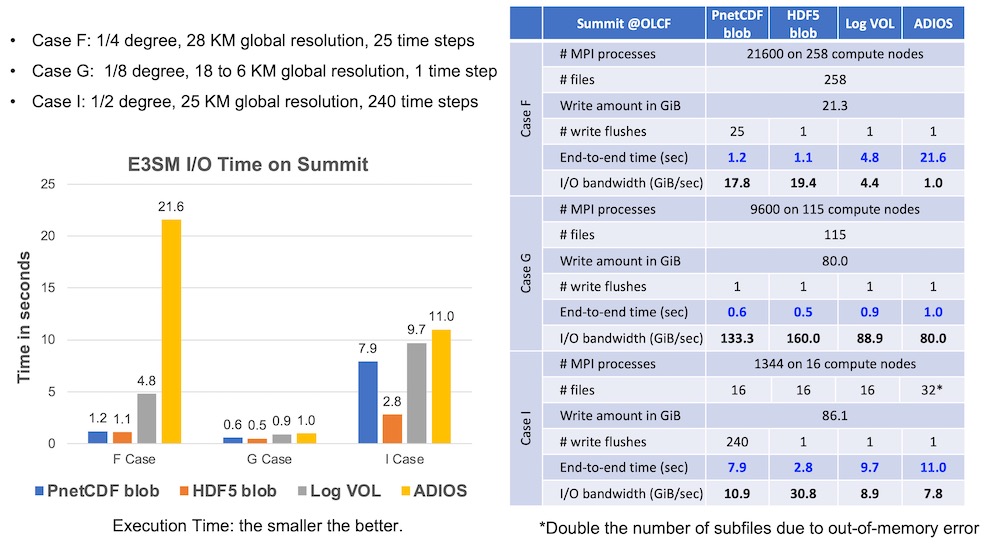 • Case F: 1/4 degree, 28 KM global resolution, 25 time steps
• Case G: 1/8 degree, 18 to 6 KM global resolution, 1 time step
• Case I: 1/2 degree, 25 KM global resolution, 240 time steps
E3SM I/O Time on Summit
Time in seconds
25
20
15
10
5
0
1.2 1.1 4.8 21.6
0.6 0.5 0.9 1.0
7.9 2.8 9.7 11.0
F Case G Case I Case
PnetCDF blob HDF5 blob Log VOL ADIOS
Execution Time: the smaller the better.
Summit @OLCF PnetCDF blob HDF5 blob Log VOL ADIOS
Case F
# MPI processes 21600 on 258 compute nodes
# files 258
Write amount in GiB 21.3
# write flushes 25 1 1 1
End-to-end time (sec) 1.2 1.1 4.8 21.6
I/O bandwidth (GiB/sec) 17.8 19.4 4.4 1.0
Case G
# MPI processes 9600 on 115 compute nodes
# files 115
Write amount in GiB 80.0
# write flushes 1 1 1 1
End-to-end time (sec) 0.6 0.5 0.9 1.0
I/O bandwidth (GiB/sec) 133.3 160.0 88.9 80.0
Case I
# MPI processes 1344 on 16 compute nodes
# files 16 16 16 32*
Write amount in GiB 86.1
# write flushes 240 1 1 1
End-to-end time (sec) 7.9 2.8 9.7 11.0
I/O bandwidth (GiB/sec) 10.9 30.8 8.9 7.8
*Double the number of subfiles due to out-of-memory error